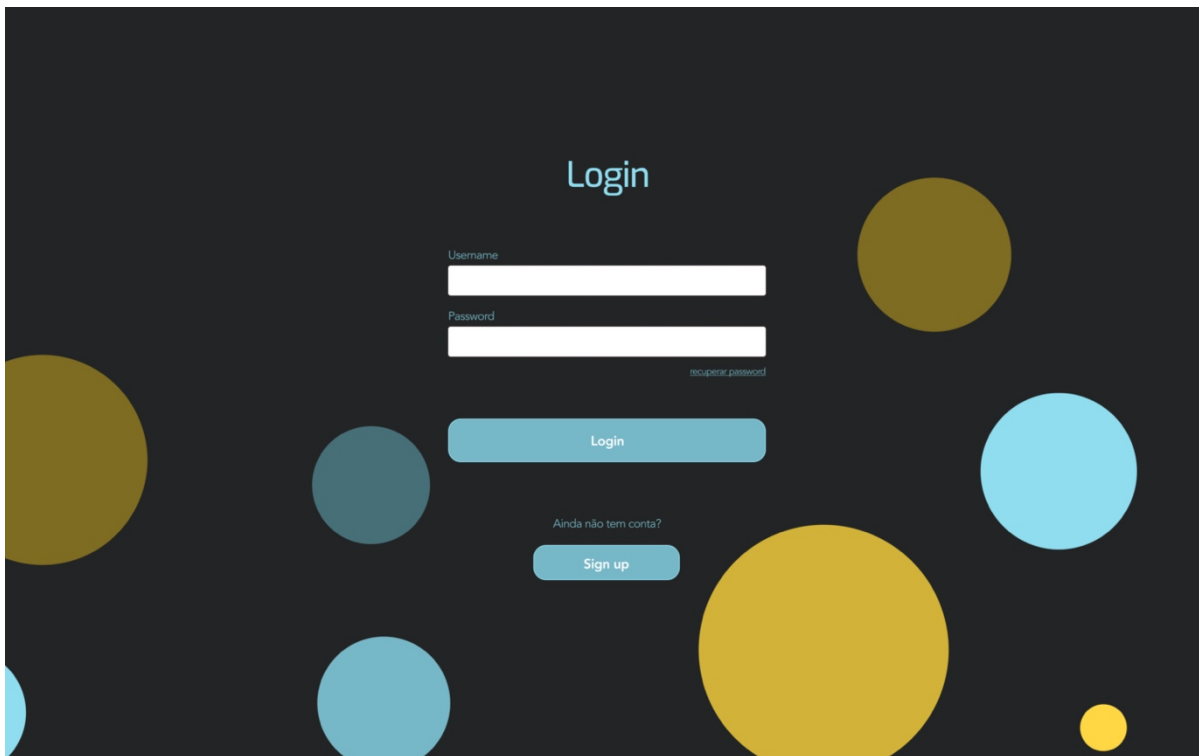 Login
Username
Password
recuperar password
Login
Ainda não tem conta?
Sign up